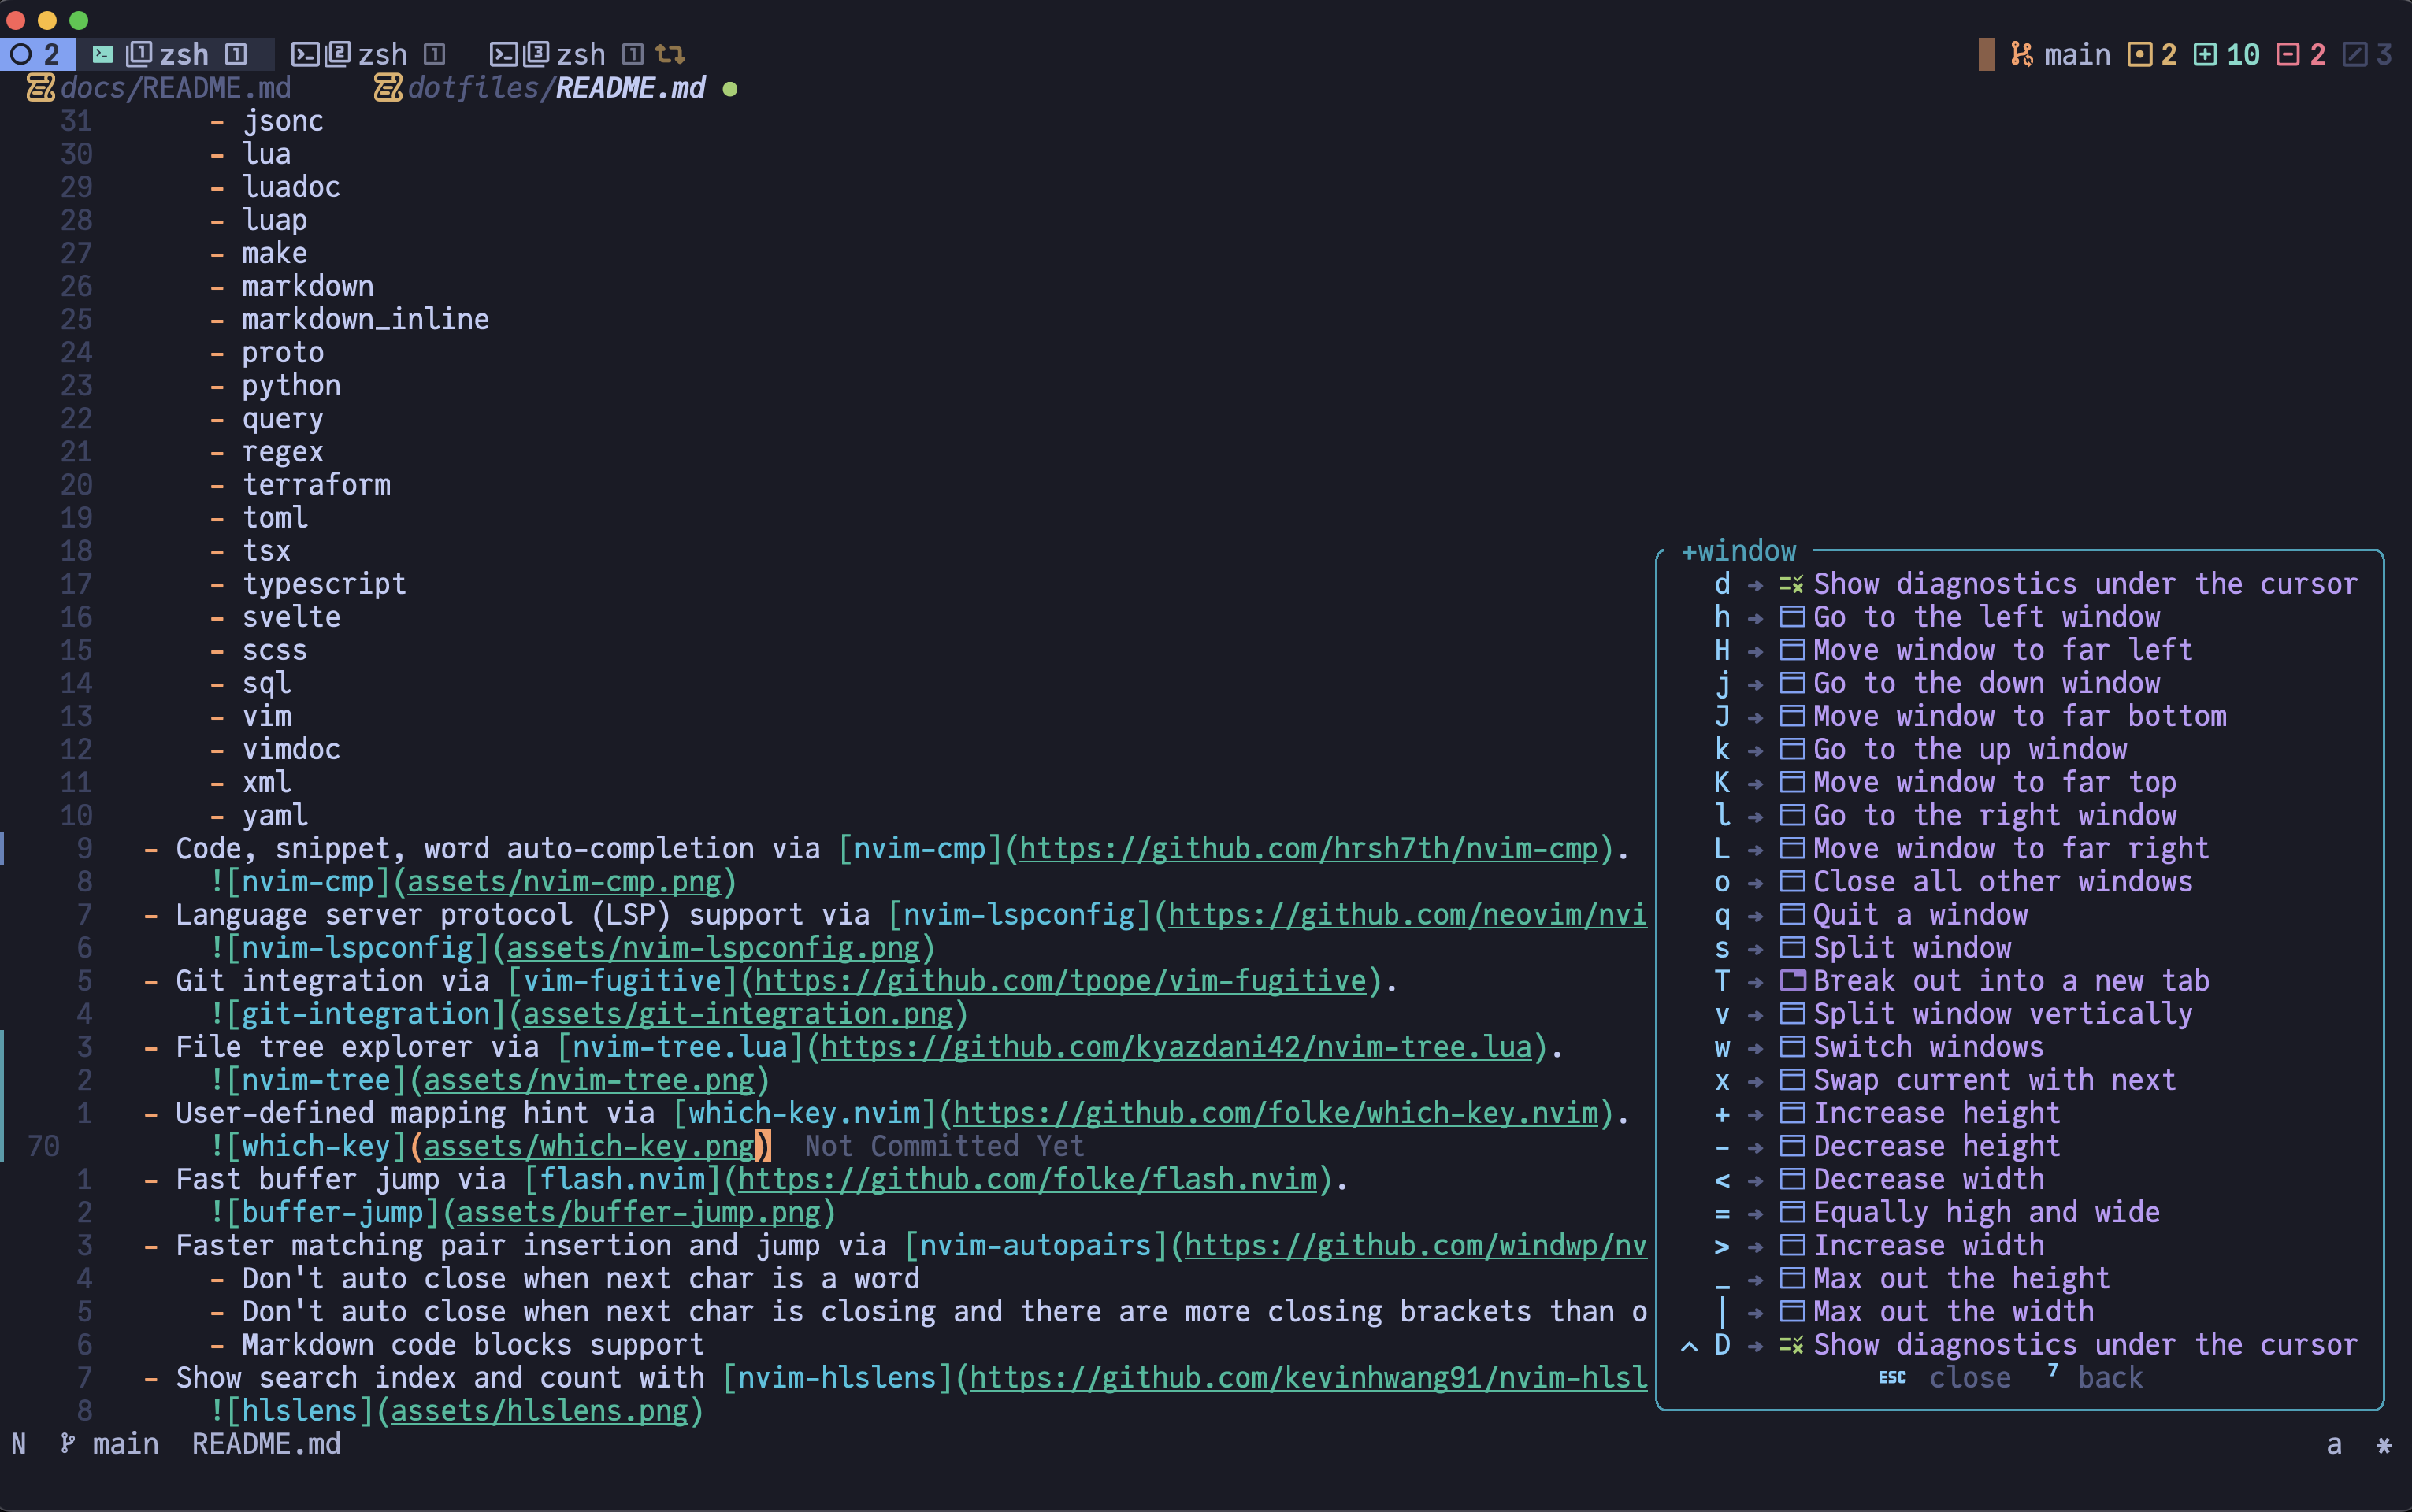 2 1 zsh 1 2 zsh 1 3 zsh 1 main 2 10 2 3
docs/README.md dotfiles/README.md
31 - jsonc
30 - lua
29 - luadoc
28 - luap
27 - make
26 - markdown
25 - markdown_inline
24 - proto
23 - python
22 - query
21 - regex
20 - terraform
19 - toml
18 - tsx
17 - typescript
16 - svelte
15 - scss
14 - sql
13 - vim
12 - vimdoc
11 - xml
10 - yaml
9 - Code, snippet, word auto-completion via [nvim-cmp](https://github.com/hrsh7th/nvim-cmp).
8 ![nvim-cmp](assets/nvim-cmp.png)
7 - Language server protocol (LSP) support via [nvim-lspconfig](https://github.com/neovim/nvi
6 ![nvim-lspconfig](assets/nvim-lspconfig.png)
5 - Git integration via [vim-fugitive](https://github.com/tpope/vim-fugitive).
4 ![git-integration](assets/git-integration.png)
3 - File tree explorer via [nvim-tree.lua](https://github.com/kyazdani42/nvim-tree.lua).
2 ![nvim-tree](assets/nvim-tree.png)
1 - User-defined mapping hint via [which-key.nvim](https://github.com/folke/which-key.nvim).
70 ![which-key](assets/which-key.png) Not Committed Yet
1 - Fast buffer jump via [flash.nvim](https://github.com/folke/flash.nvim).
2 ![buffer-jump](assets/buffer-jump.png)
3 - Faster matching pair insertion and jump via [nvim-autopairs](https://github.com/windwp/nv
4 - Don't auto close when next char is a word
5 - Don't auto close when next char is closing and there are more closing brackets than o
6 - Markdown code blocks support
7 - Show search index and count with [nvim-hlslens](https://github.com/kevinhwang91/nvim-hlsl
8 ![hlslens](assets/hlslens.png)
+window
d → Show diagnostics under the cursor
h → Go to the left window
H → Move window to far left
j → Go to the down window
J → Move window to far bottom
k → Go to the up window
K → Move window to far top
l → Go to the right window
L → Move window to far right
o → Close all other windows
q → Quit a window
s → Split window
T → Break out into a new tab
v → Split window vertically
w → Switch windows
x → Swap current with next
+ → Increase height
- → Decrease height
< → Decrease width
= → Equally high and wide
> → Increase width
_ → Max out the height
| → Max out the width
^ D → Show diagnostics under the cursor
ESC close 7 back
N main README.md a *